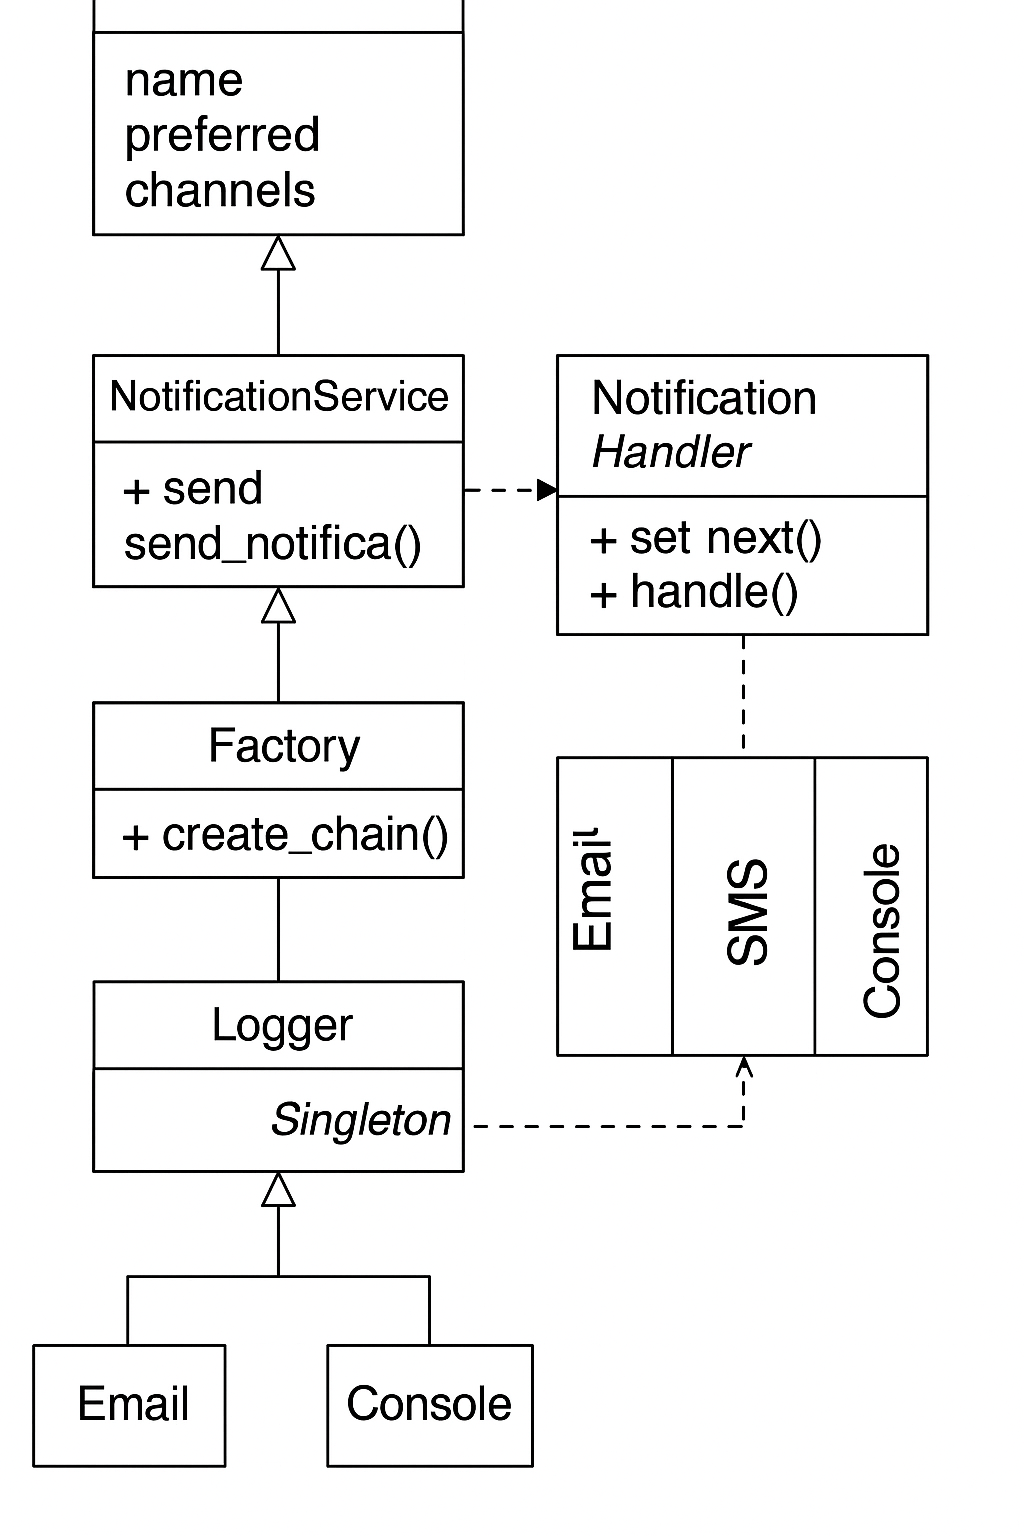 name
preferred
channels
NotificationService
+ send
send_notifica()
Notification
Handler
+ set next()
+ handle()
Factory
+ create_chain()
Email
SMS
Console
Logger
Singleton
Email
Console